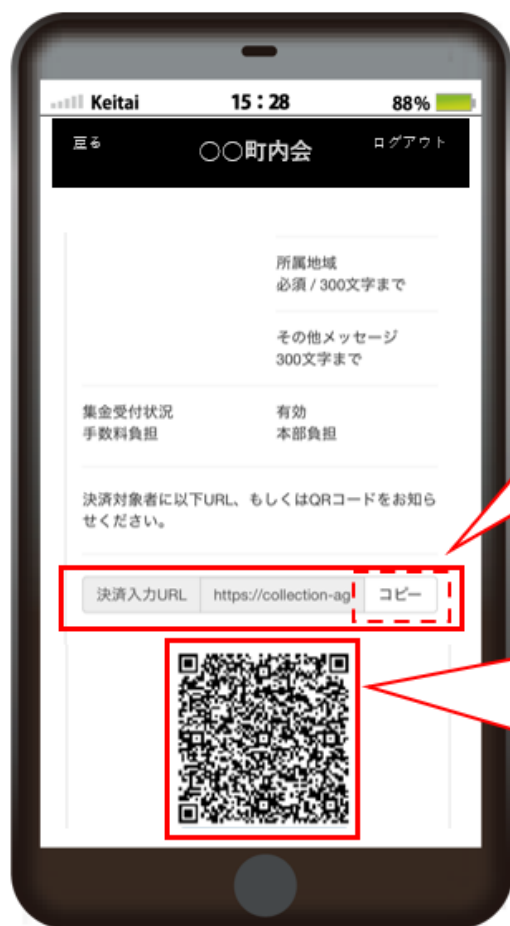 Keitai 15：28 88%
戻る ○○町内会 ログアウト
所属地域
必須 / 300文字まで
その他メッセージ
300文字まで
集金受付状況 有効
手数料負担 本部負担
決済対象者に以下URL、もしくはQRコードをお知ら
せください。
決済入力URL https://collection-ag コピー